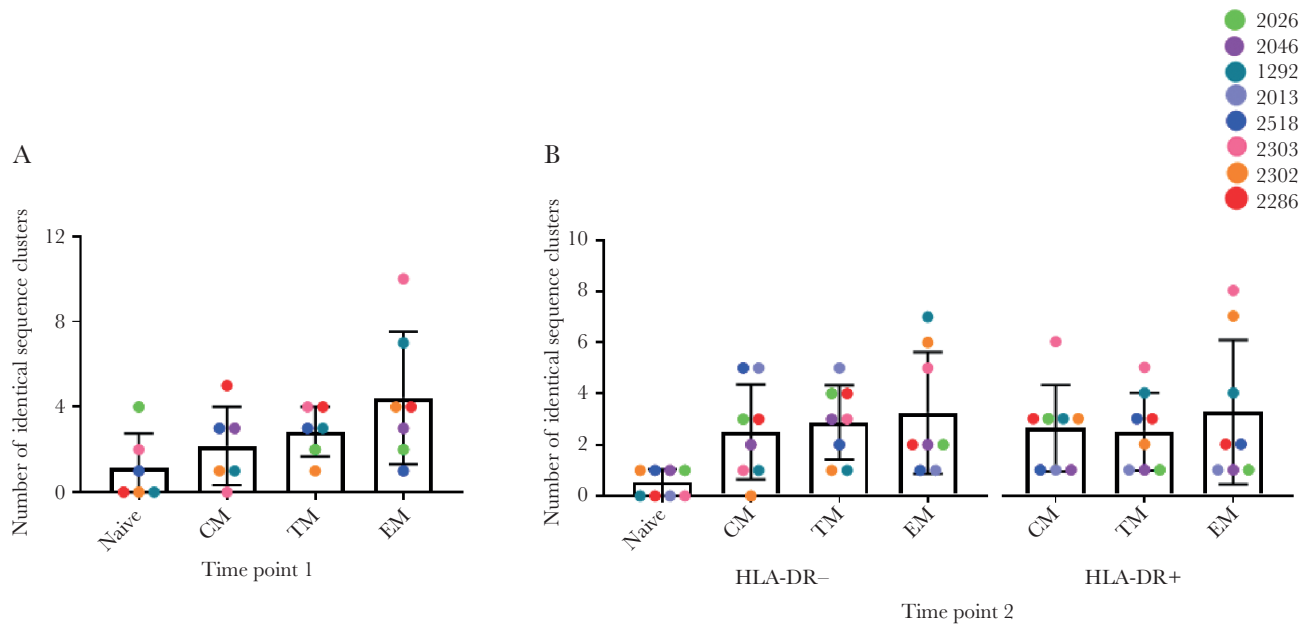 2026
2046
1292
2013
2518
2303
2302
2286
A
Number of identical sequence clusters
12
8
4
0
Naive
CM
TM
EM
Time point 1
B
Number of identical sequence clusters
10
8
6
4
2
0
Naive
CM
TM
EM
CM
TM
EM
HLA-DR–
HLA-DR+
Time point 2